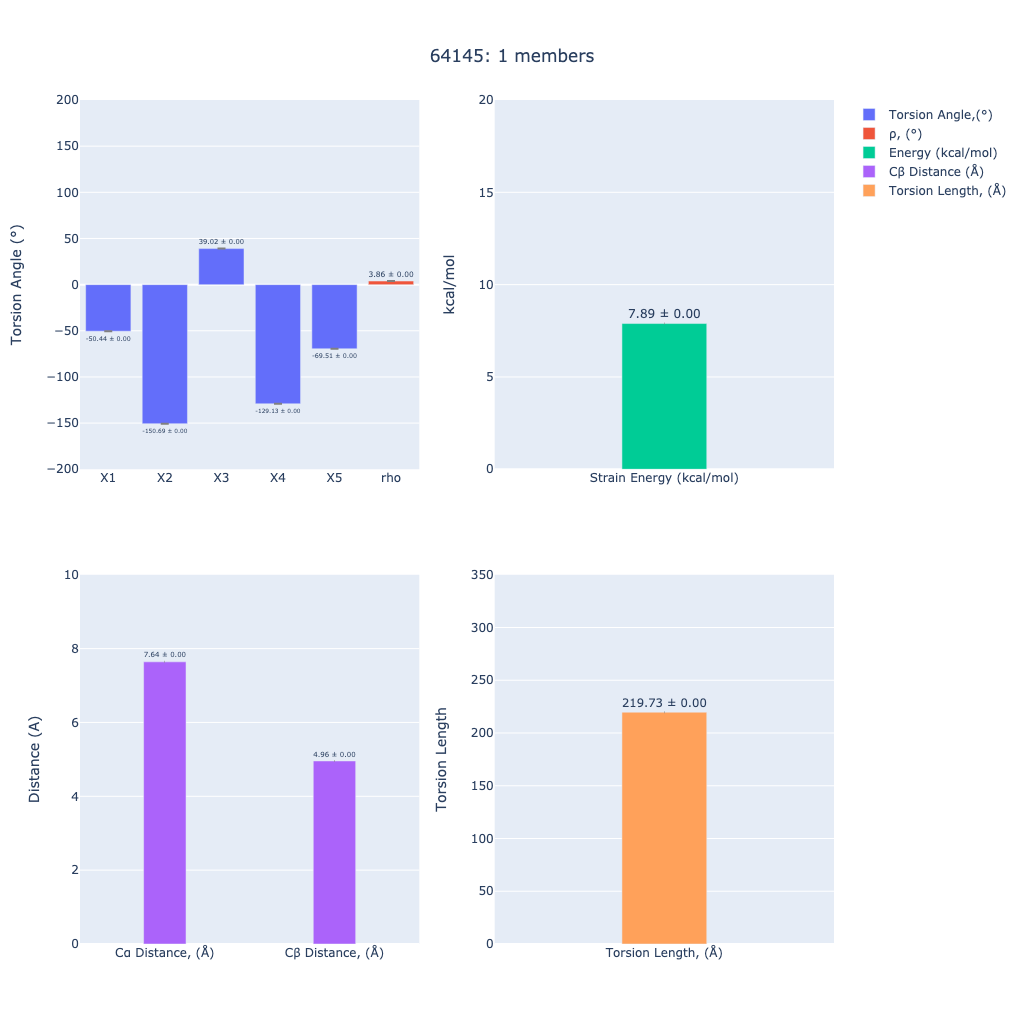 64145: 1 members
Torsion Angle (°)
200
150
100
50
0
−50
−100
−150
−200
-50.44 ± 0.00
-150.69 ± 0.00
39.02 ± 0.00
-129.13 ± 0.00
-69.51 ± 0.00
3.86 ± 0.00
X1 X2 X3 X4 X5 rho
kcal/mol
20
15
10
5
0
7.89 ± 0.00
Strain Energy (kcal/mol)
Torsion Angle,(°)
ρ, (°)
Energy (kcal/mol)
Cβ Distance (Å)
Torsion Length, (Å)
Distance (A)
10
8
6
4
2
0
7.64 ± 0.00
4.96 ± 0.00
Cα Distance, (Å) Cβ Distance, (Å)
Torsion Length
350
300
250
200
150
100
50
0
219.73 ± 0.00
Torsion Length, (Å)